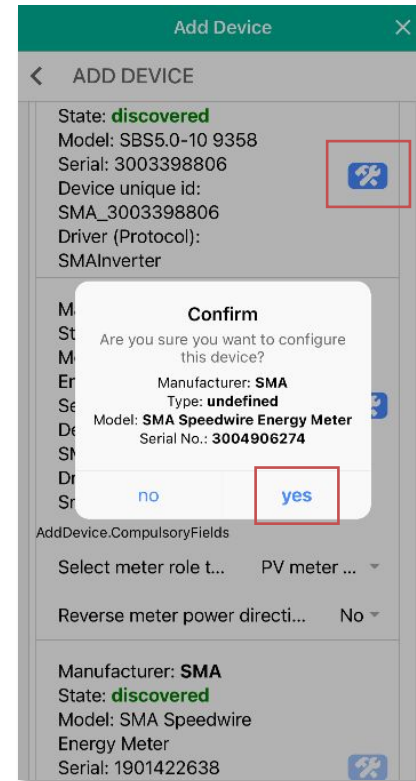 Add Device
ADD DEVICE
State: discovered
Model: SBS5.0-10 9358
Serial: 3003398806
Device unique id:
SMA_3003398806
Driver (Protocol):
SMAInverter
Confirm
Are you sure you want to configure
this device?
Manufacturer: SMA
Type: undefined
Model: SMA Speedwire Energy Meter
Serial No.: 3004906274
no yes
AddDevice.CompulsoryFields
Select meter role t... PV meter ...
Reverse meter power directi... No
Manufacturer: SMA
State: discovered
Model: SMA Speedwire
Energy Meter
Serial: 1901422638